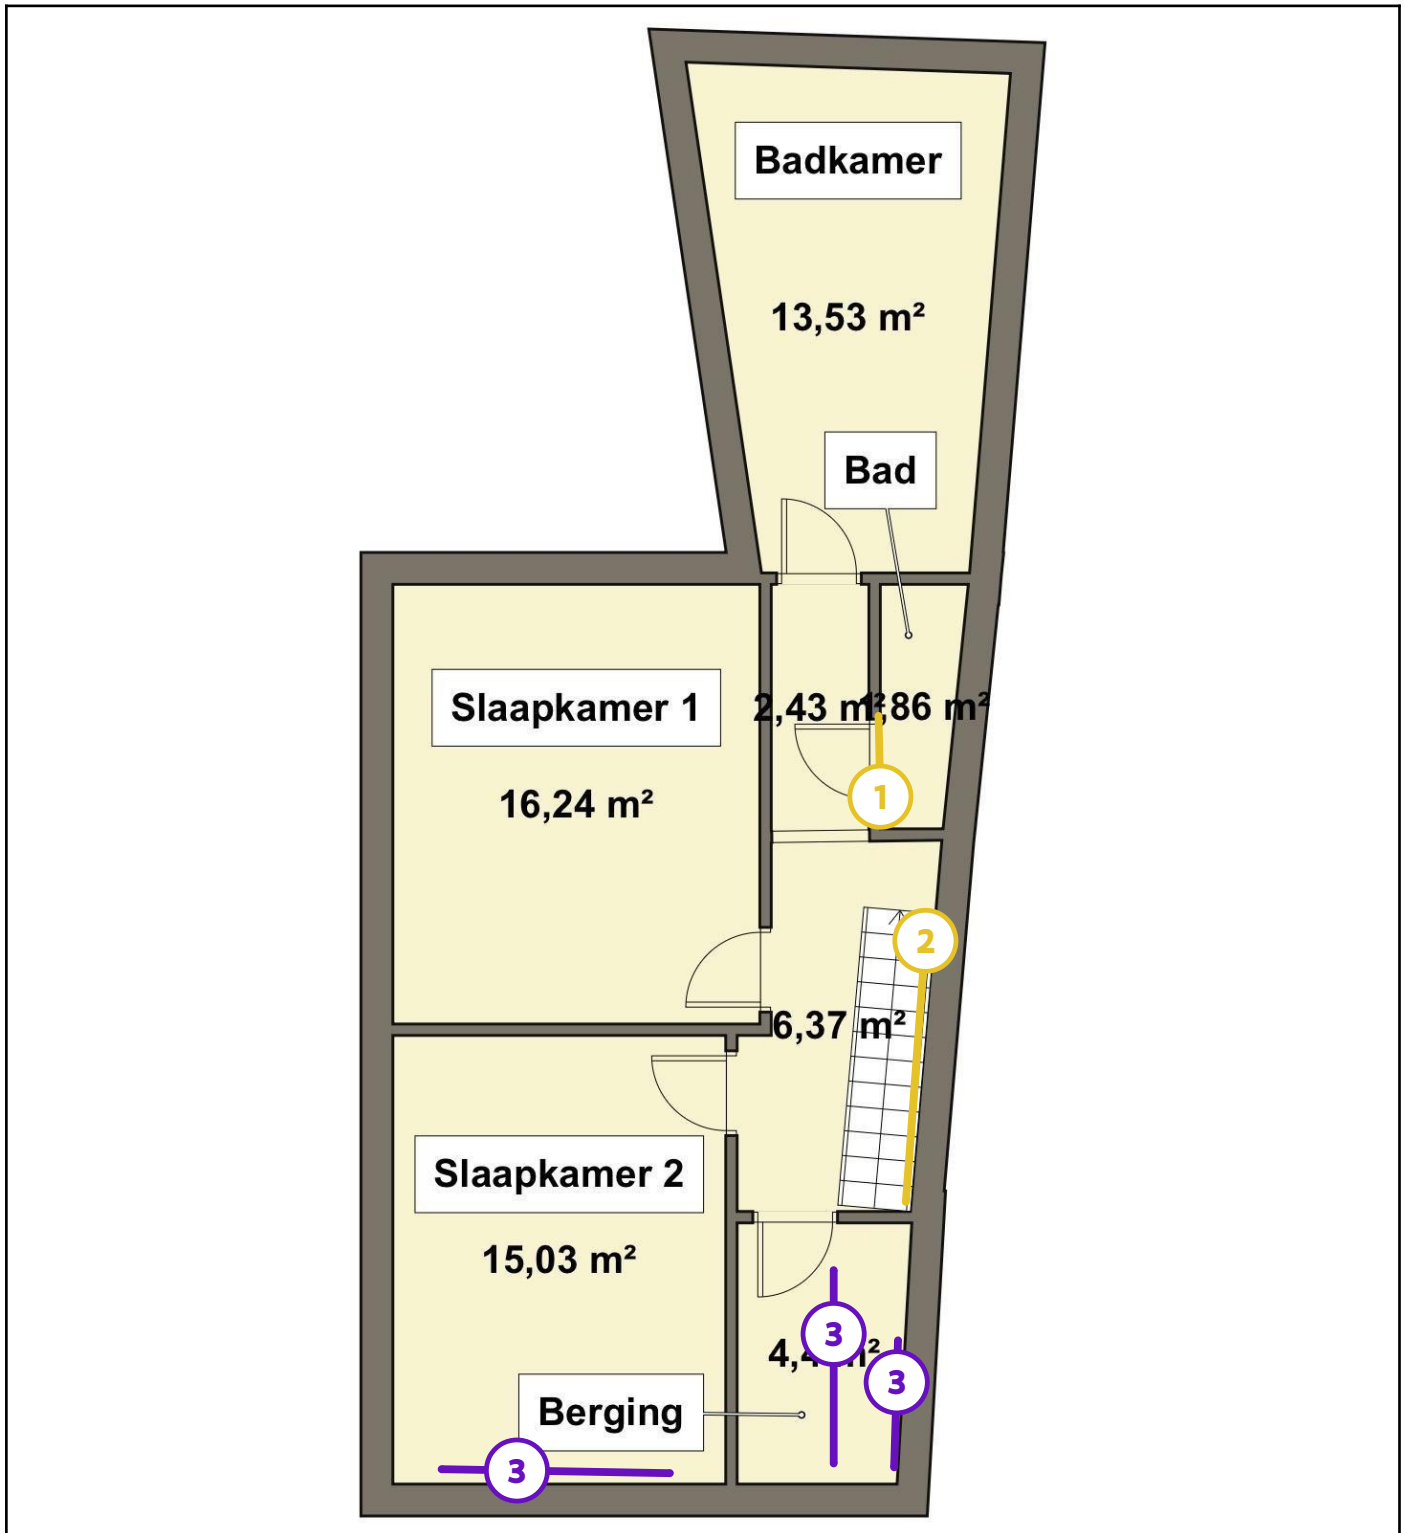 Badkamer
13,53 m²
Bad
Slaapkamer 1
2,43 m²
1,86 m²
16,24 m²
1
2
6,37 m²
Slaapkamer 2
15,03 m²
3
3
Berging
3